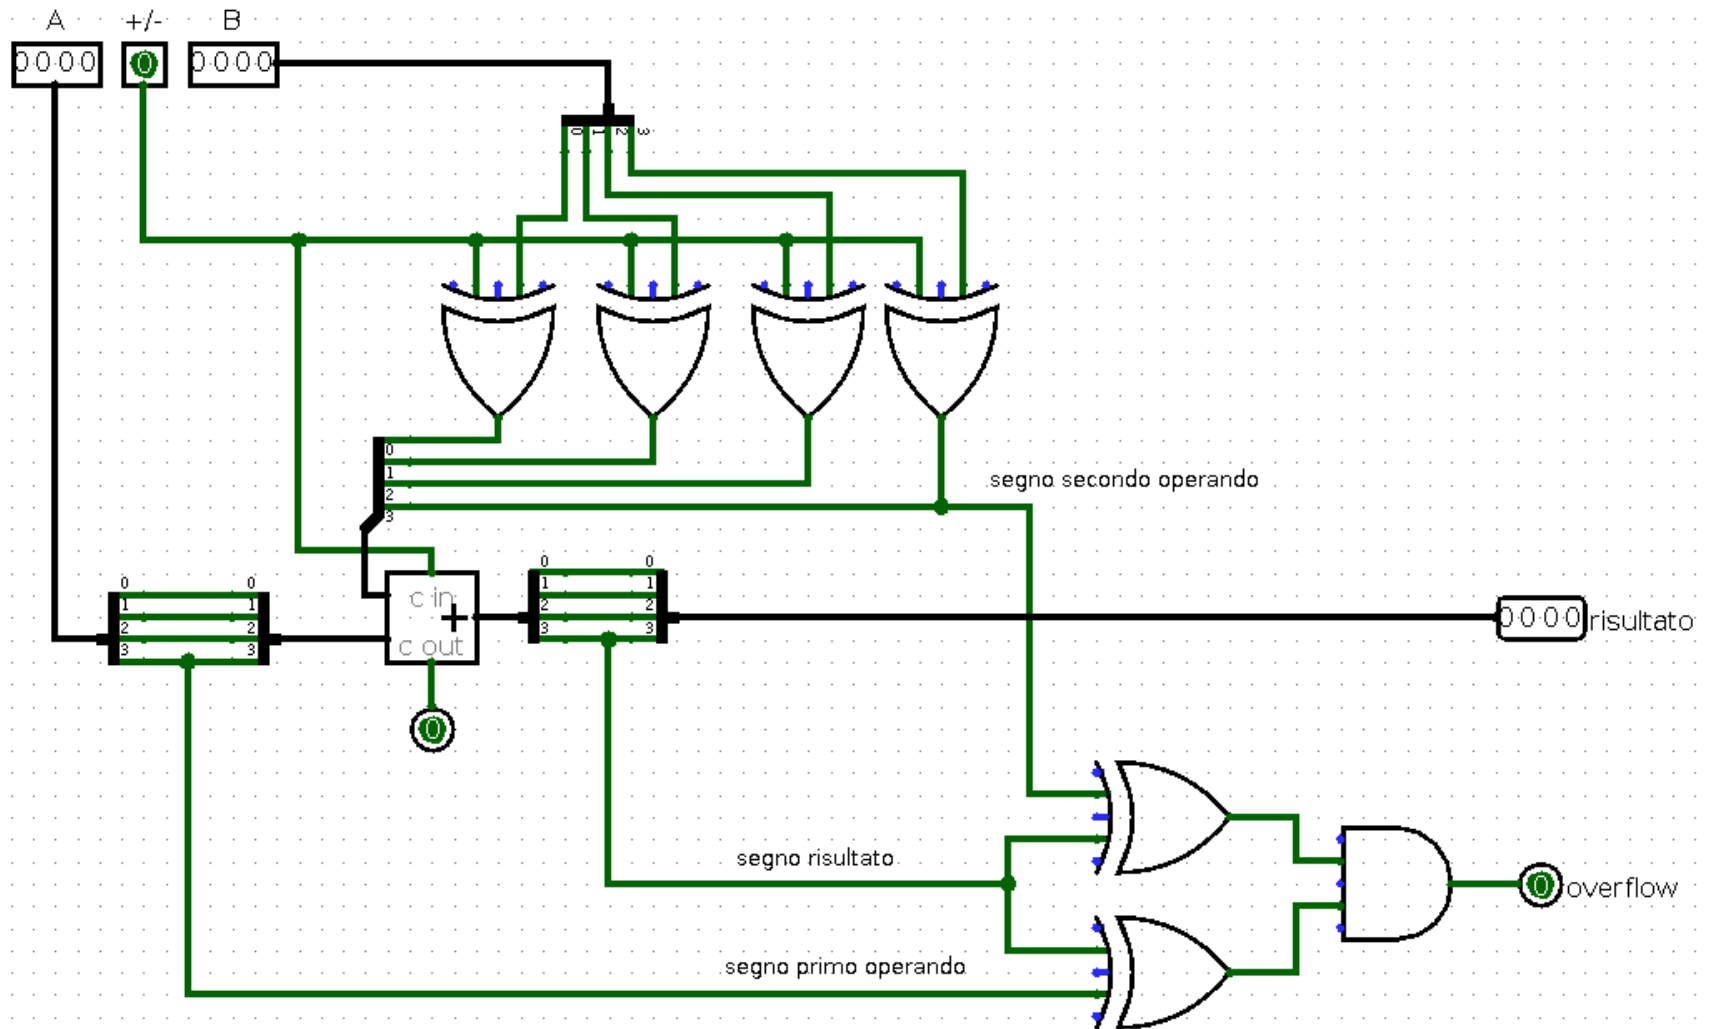 A +/- B
0000 0 0000
0 1 2 3
0
1
2
3
segno secondo operando
0 0
1 1
2 2
3 3
c in
+
c out
0 0
1 1
2 2
3 3
0000 risultato
0
segno risultato
0 overflow
segno primo operando